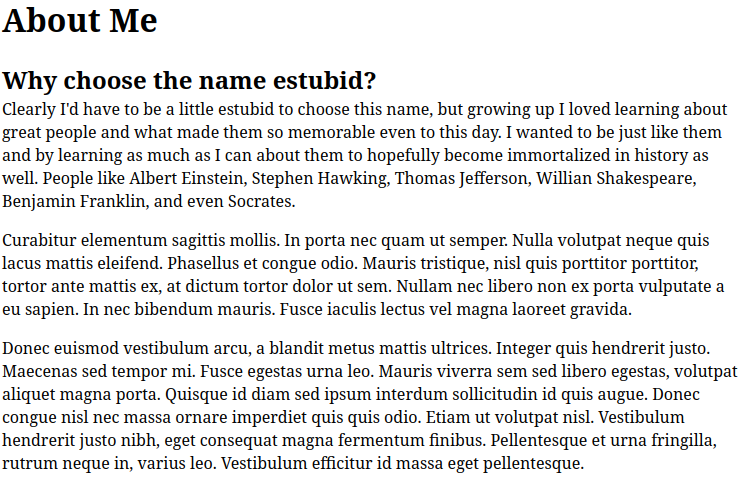 About Me
Why choose the name estubid?
Clearly I'd have to be a little estubid to choose this name, but growing up I loved learning about
great people and what made them so memorable even to this day. I wanted to be just like them
and by learning as much as I can about them to hopefully become immortalized in history as
well. People like Albert Einstein, Stephen Hawking, Thomas Jefferson, Willian Shakespeare,
Benjamin Franklin, and even Socrates.
Curabitur elementum sagittis mollis. In porta nec quam ut semper. Nulla volutpat neque quis
lacus mattis eleifend. Phasellus et congue odio. Mauris tristique, nisl quis porttitor porttitor,
tortor ante mattis ex, at dictum tortor dolor ut sem. Nullam nec libero non ex porta vulputate a
eu sapien. In nec bibendum mauris. Fusce iaculis lectus vel magna laoreet gravida.
Donec euismod vestibulum arcu, a blandit metus mattis ultrices. Integer quis hendrerit justo.
Maecenas sed tempor mi. Fusce egestas urna leo. Mauris viverra sem sed libero egestas, volutpat
aliquet magna porta. Quisque id diam sed ipsum interdum sollicitudin id quis augue. Donec
congue nisl nec massa ornare imperdiet quis quis odio. Etiam ut volutpat nisl. Vestibulum
hendrerit justo nibh, eget consequat magna fermentum finibus. Pellentesque et urna fringilla,
rutrum neque in, varius leo. Vestibulum efficitur id massa eget pellentesque.